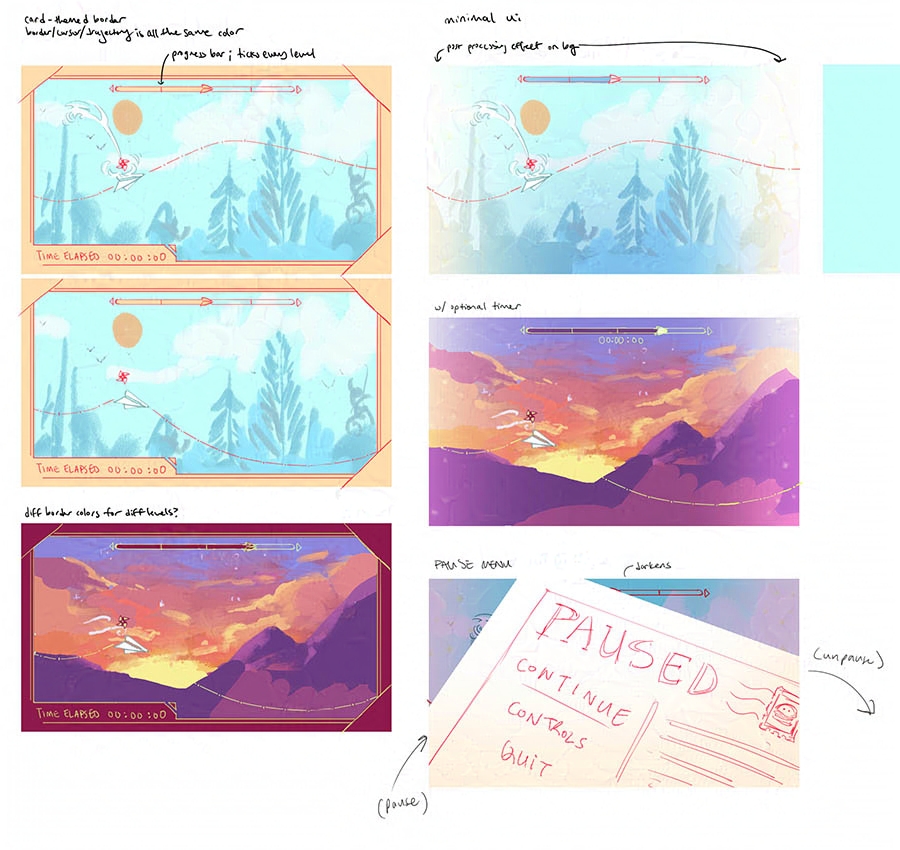 card-themed border
border/cursor/trajectory is all the same color
progress bar; ticks every level
TIME ELAPSED 00:00:00
TIME ELAPSED 00:00:00
diff border colors for diff levels?
TIME ELAPSED 00:00:00
minimal ui
post processing effect on bg
w/ optional timer
00:00:00
PAUSE MENU
darkens
PAUSED
CONTINUE
CONTROLS
QUIT
(pause)
(unpause)